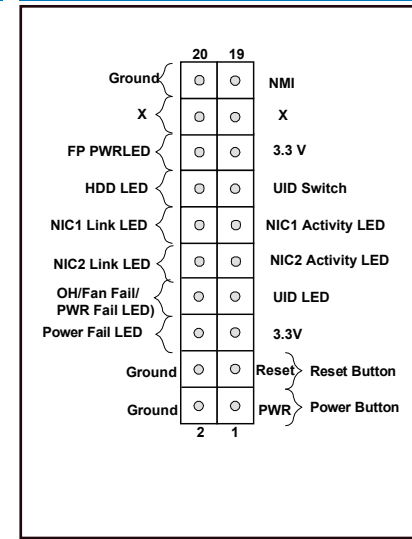 20 19
Ground NMI
X X
FP PWRLED 3.3 V
HDD LED UID Switch
NIC1 Link LED NIC1 Activity LED
NIC2 Link LED NIC2 Activity LED
OH/Fan Fail/
PWR Fail LED) UID LED
Power Fail LED 3.3V
Ground Reset Reset Button
Ground PWR Power Button
2 1